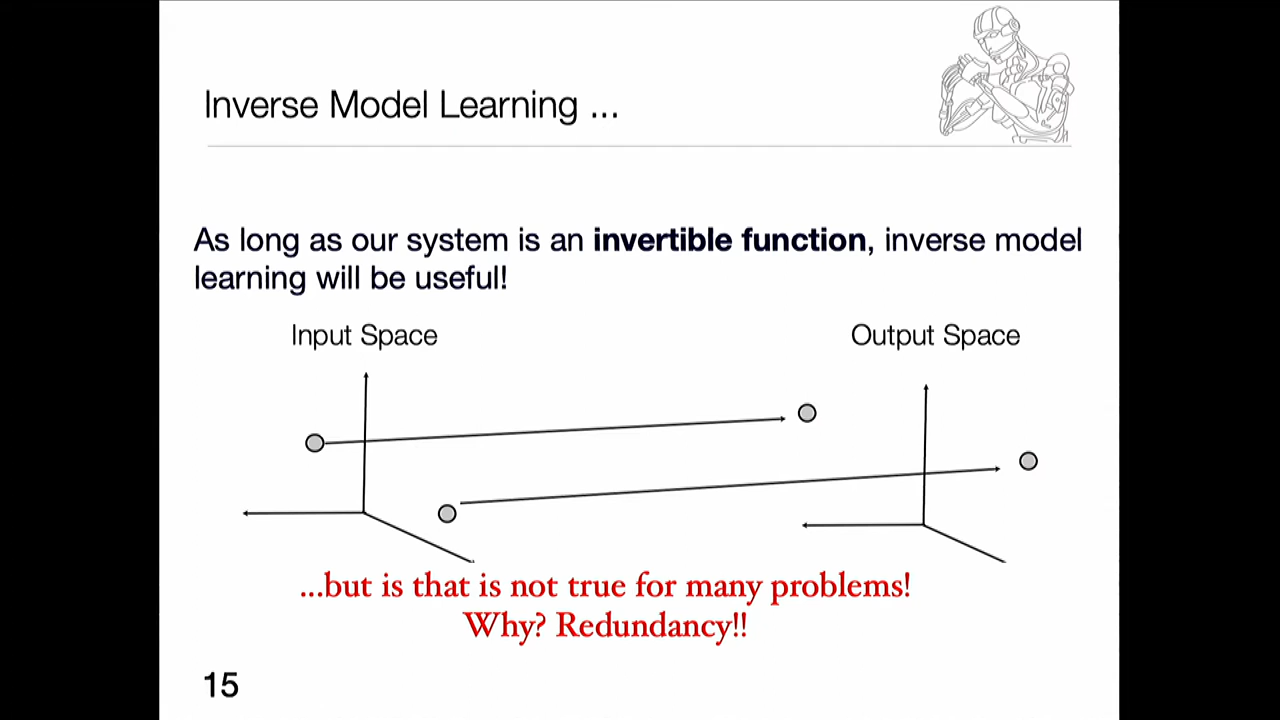 Inverse Model Learning ...
As long as our system is an invertible function, inverse model
learning will be useful!
Input Space
Output Space
...but is that is not true for many problems!
Why? Redundancy!!
15